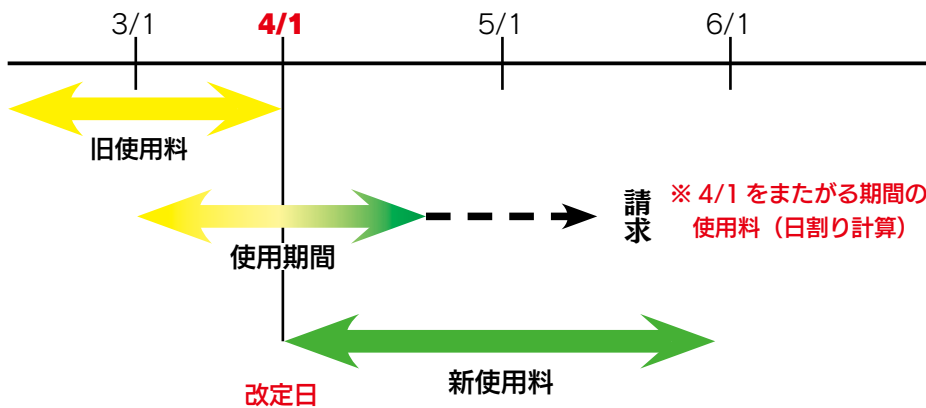 3/1
4/1
5/1
6/1
旧使用料
使用期間
請求
※ 4/1 をまたがる期間の
使用料（日割り計算）
新使用料
改定日